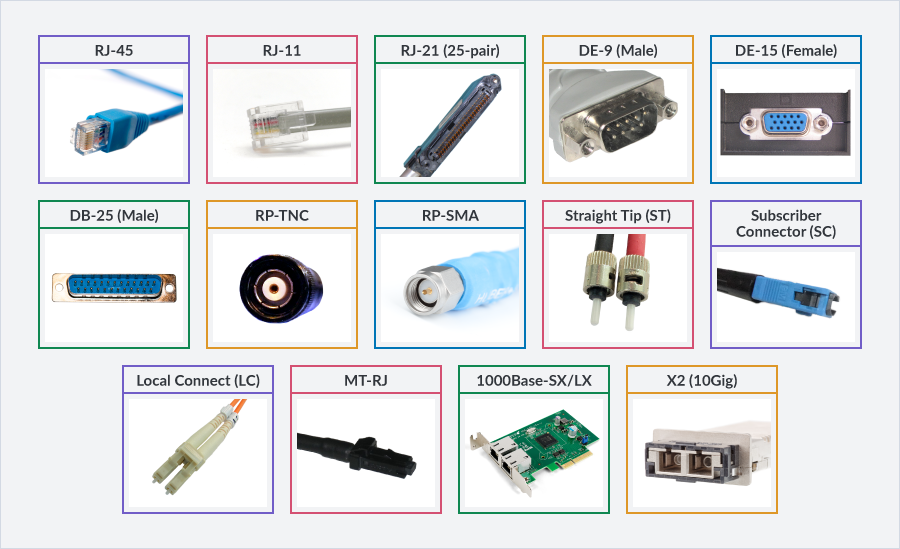 RJ-45
RJ-11
RJ-21 (25-pair)
DE-9 (Male)
DE-15 (Female)
DB-25 (Male)
RP-TNC
RP-SMA
Straight Tip (ST)
Subscriber
Connector (SC)
Local Connect (LC)
MT-RJ
1000Base-SX/LX
X2 (10Gig)